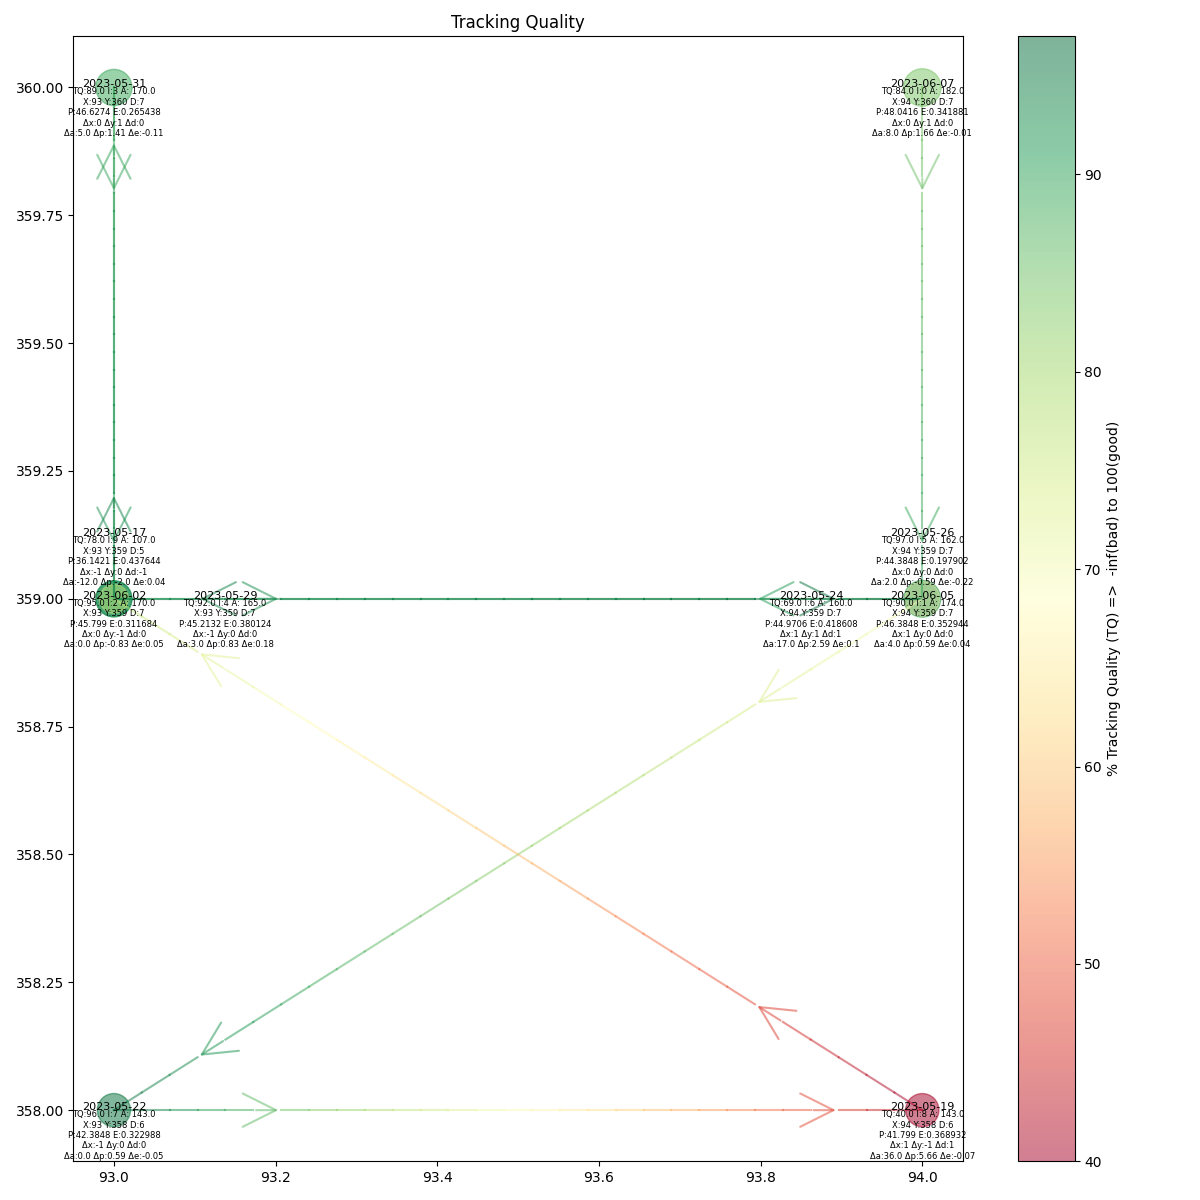 Tracking Quality
360.00
359.75
359.50
359.25
359.00
358.75
358.50
358.25
358.00
2023-05-31
TQ:89.0 I:3 A: 170.0
X:93 Y:360 D:7
P:46.6274 E:0.265438
Δx:0 Δy:1 Δd:0
Δa:5.0 Δp:1.41 Δe:-0.11
2023-06-07
TQ:84.0 I:0 A: 182.0
X:94 Y:360 D:7
P:48.0416 E:0.341881
Δx:0 Δy:1 Δd:0
Δa:8.0 Δp:1.66 Δe:-0.01
2023-05-17
TQ:78.0 I:9 A: 107.0
X:93 Y:359 D:5
P:36.1421 E:0.437644
Δx:-1 Δy:0 Δd:-1
Δa:-12.0 Δp:-2.0 Δe:0.04
2023-05-26
TQ:97.0 I:5 A: 162.0
X:94 Y:359 D:7
P:44.3848 E:0.197902
Δx:0 Δy:0 Δd:0
Δa:2.0 Δp:-0.59 Δe:-0.22
2023-06-02
TQ:95.0 I:2 A: 170.0
X:93 Y:359 D:7
P:45.799 E:0.311684
Δx:0 Δy:-1 Δd:0
Δa:0.0 Δp:-0.83 Δe:0.05
2023-05-29
TQ:92.0 I:4 A: 165.0
X:93 Y:359 D:7
P:45.2132 E:0.380124
Δx:-1 Δy:0 Δd:0
Δa:3.0 Δp:0.83 Δe:0.18
2023-05-24
TQ:69.0 I:6 A: 160.0
X:94 Y:359 D:7
P:44.9706 E:0.418608
Δx:1 Δy:1 Δd:1
Δa:17.0 Δp:2.59 Δe:0.1
2023-06-05
TQ:90.0 I:1 A: 174.0
X:94 Y:359 D:7
P:46.3848 E:0.352944
Δx:1 Δy:0 Δd:0
Δa:4.0 Δp:0.59 Δe:0.04
2023-05-22
TQ:96.0 I:7 A: 143.0
X:93 Y:358 D:6
P:42.3848 E:0.322988
Δx:-1 Δy:0 Δd:0
Δa:0.0 Δp:0.59 Δe:-0.05
2023-05-19
TQ:40.0 I:8 A: 143.0
X:94 Y:358 D:6
P:41.799 E:0.368932
Δx:1 Δy:-1 Δd:1
Δa:36.0 Δp:5.66 Δe:-0.07
93.0
93.2
93.4
93.6
93.8
94.0
90
80
70
60
50
40
% Tracking Quality (TQ) => -inf(bad) to 100(good)